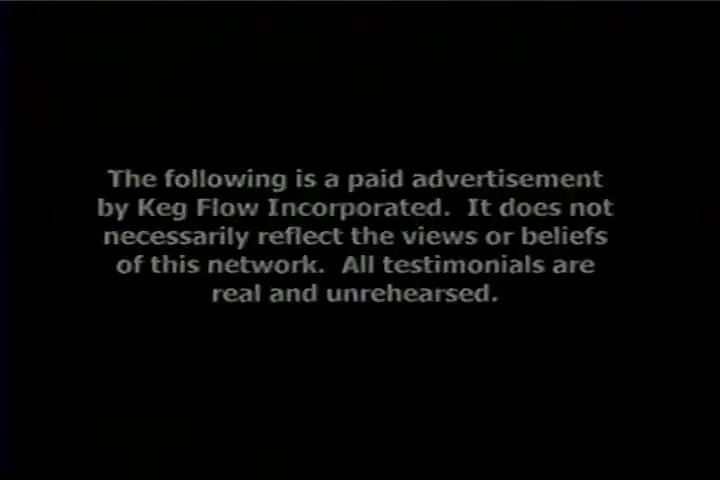 The following is a paid advertisement
by Keg Flow Incorporated.  It does not
necessarily reflect the views or beliefs
of this network.  All testimonials are
real and unrehearsed.